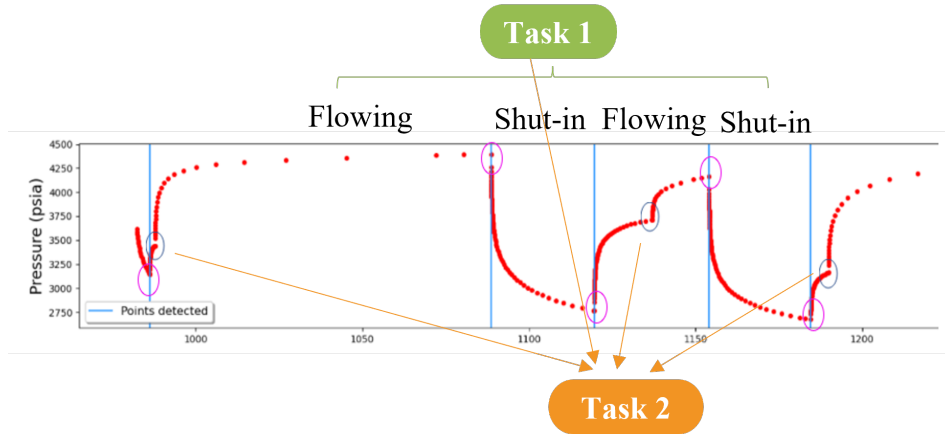 Task 1
Flowing
Shut-in
Flowing
Shut-in
4500
4250
4000
3750
3500
3250
3000
2750
Pressure (psia)
Points detected
1000
1050
1100
1150
1200
Task 2